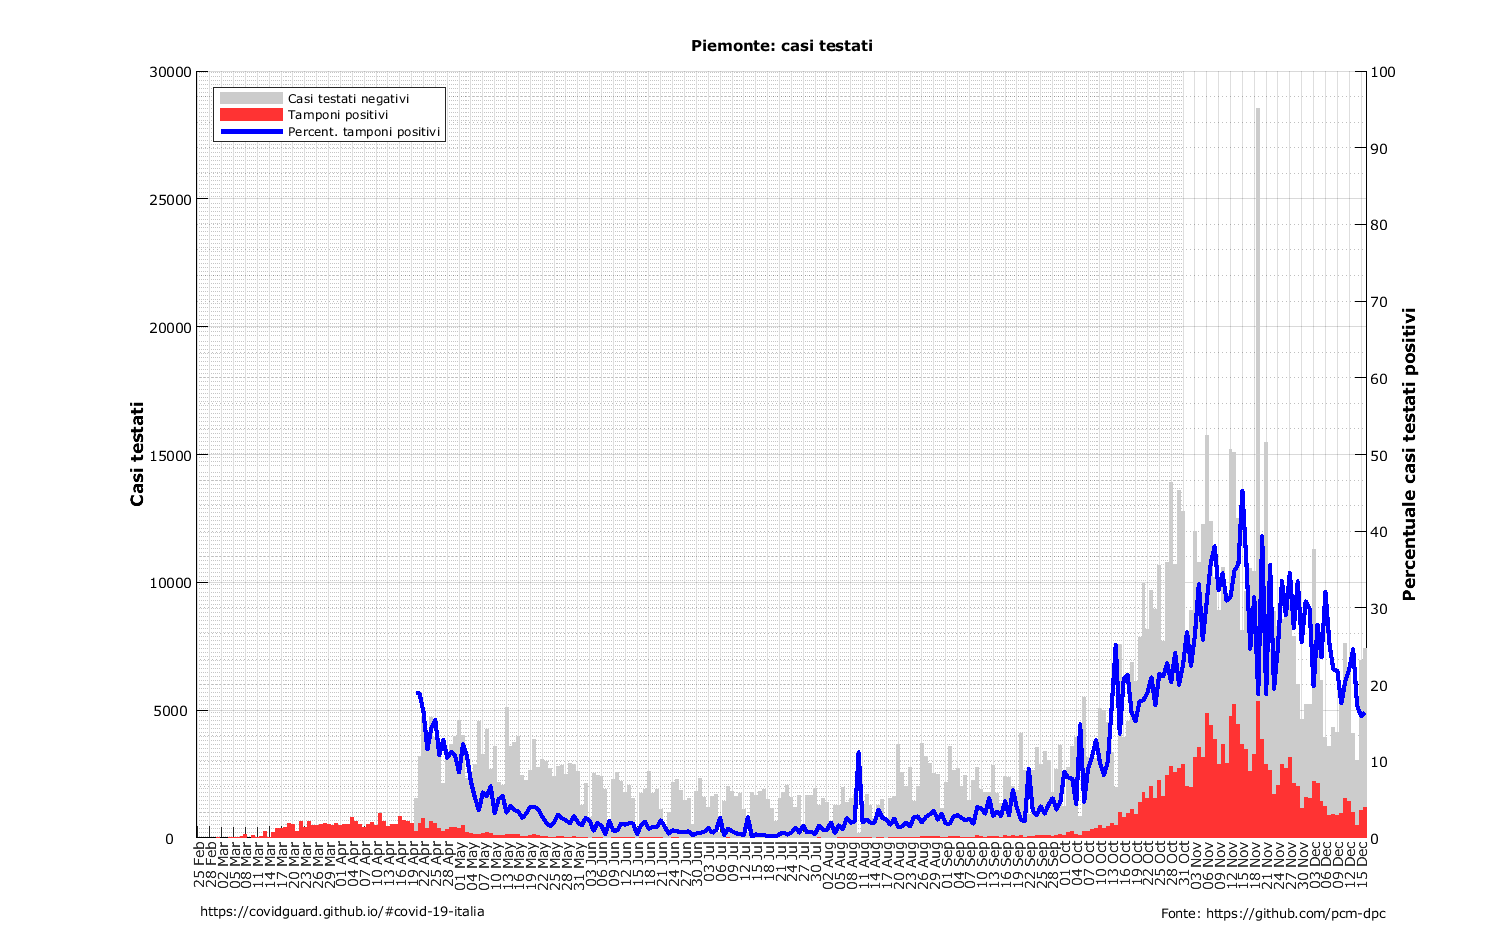 Piemonte: casi testati
30000
25000
20000
15000
10000
5000
0
100
90
80
70
60
50
40
30
20
10
0
Casi testati negativi
Tamponi positivi
Percent. tamponi positivi
Casi testati
Percentuale casi testati positivi
25 Feb
28 Feb
02 Mar
05 Mar
08 Mar
11 Mar
14 Mar
17 Mar
20 Mar
23 Mar
26 Mar
29 Mar
01 Apr
04 Apr
07 Apr
10 Apr
13 Apr
16 Apr
19 Apr
22 Apr
25 Apr
28 Apr
01 May
04 May
07 May
10 May
13 May
16 May
19 May
22 May
25 May
28 May
31 May
03 Jun
06 Jun
09 Jun
12 Jun
15 Jun
18 Jun
21 Jun
24 Jun
27 Jun
30 Jun
03 Jul
06 Jul
09 Jul
12 Jul
15 Jul
18 Jul
21 Jul
24 Jul
27 Jul
30 Jul
02 Aug
05 Aug
08 Aug
11 Aug
14 Aug
17 Aug
20 Aug
23 Aug
26 Aug
29 Aug
01 Sep
04 Sep
07 Sep
10 Sep
13 Sep
16 Sep
19 Sep
22 Sep
25 Sep
28 Sep
01 Oct
04 Oct
07 Oct
10 Oct
13 Oct
16 Oct
19 Oct
22 Oct
25 Oct
28 Oct
31 Oct
03 Nov
06 Nov
09 Nov
12 Nov
15 Nov
18 Nov
21 Nov
24 Nov
27 Nov
30 Nov
03 Dec
06 Dec
09 Dec
12 Dec
15 Dec
https://covidguard.github.io/#covid-19-italia
Fonte: https://github.com/pcm-dpc